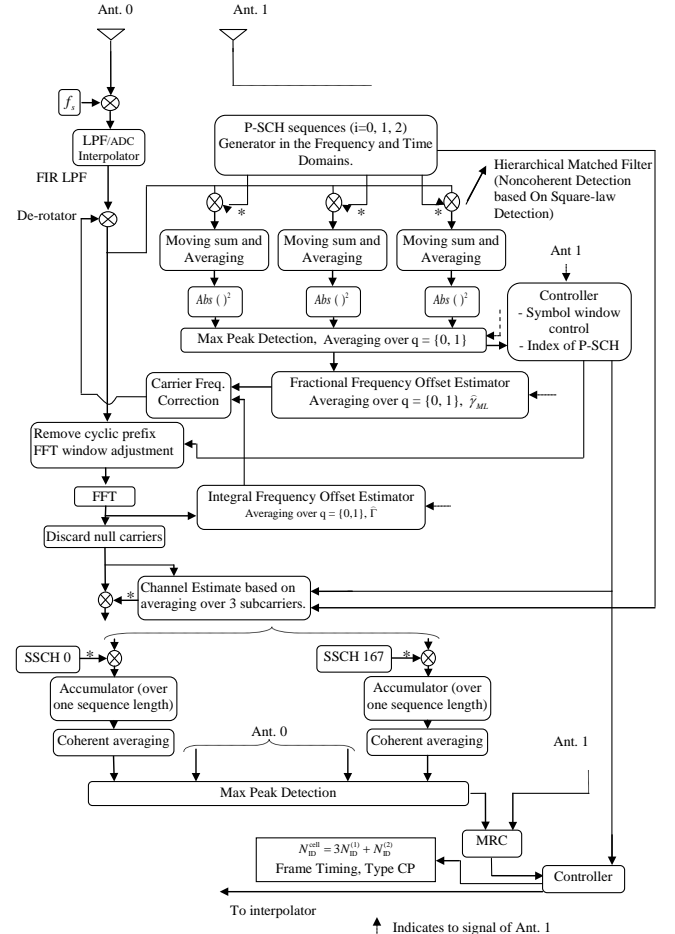 Ant. 0
Ant. 1
f_s
LPF/ADC
Interpolator
FIR LPF
De-rotator
P-SCH sequences (i=0, 1, 2)
Generator in the Frequency and Time
Domains.
Hierarchical Matched Filter
(Noncoherent Detection
based On Square-law
Detection)
*
*
*
Moving sum and
Averaging
Moving sum and
Averaging
Moving sum and
Averaging
Abs ( )²
Abs ( )²
Abs ( )²
Ant 1
Controller
- Symbol window
control
- Index of P-SCH
Max Peak Detection, Averaging over q = {0, 1}
Carrier Freq.
Correction
Fractional Frequency Offset Estimator
Averaging over q = {0, 1}, γ̂_ML
Remove cyclic prefix
FFT window adjustment
FFT
Integral Frequency Offset Estimator
Averaging over q = {0,1}, Γ̂
Discard null carriers
*
Channel Estimate based on
averaging over 3 subcarriers.
SSCH 0
*
SSCH 167
*
Accumulator (over
one sequence length)
Accumulator (over
one sequence length)
Coherent averaging
Ant. 0
Coherent averaging
Ant. 1
Max Peak Detection
MRC
N_ID^cell = 3N_ID^(1) + N_ID^(2)
Frame Timing, Type CP
Controller
To interpolator
Indicates to signal of Ant. 1